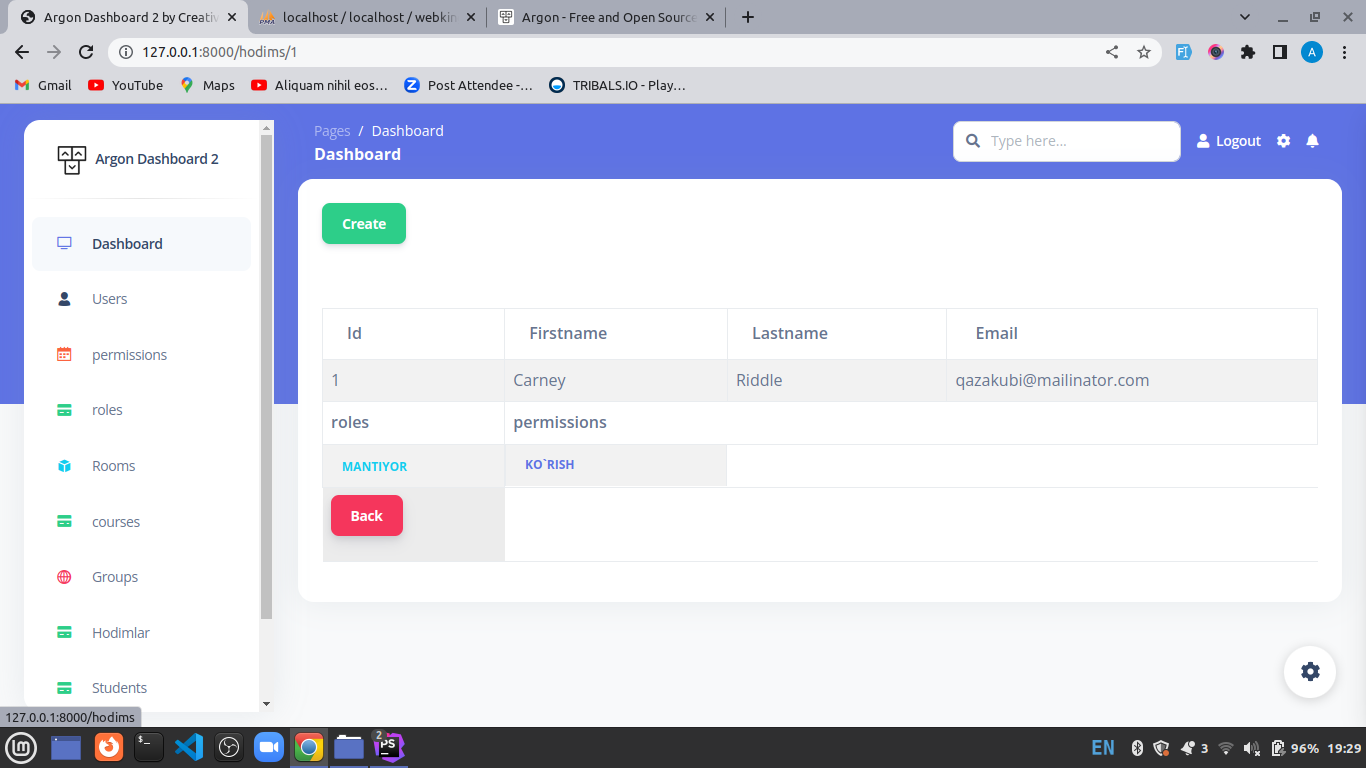 Argon Dashboard 2 by Creativ
localhost / localhost / webkin
Argon - Free and Open Source
127.0.0.1:8000/hodims/1
A
Gmail
YouTube
Maps
Aliquam nihil eos...
Post Attendee -...
TRIBALS.IO - Play...
Argon Dashboard 2
Dashboard
Users
permissions
roles
Rooms
courses
Groups
Hodimlar
Students
Pages / Dashboard
Dashboard
Type here...
Logout
Create
Id Firstname Lastname Email
1 Carney Riddle qazakubi@mailinator.com
roles permissions
MANTIYOR KO`RISH
Back
127.0.0.1:8000/hodims
2
PS
EN
3
96%
19:29